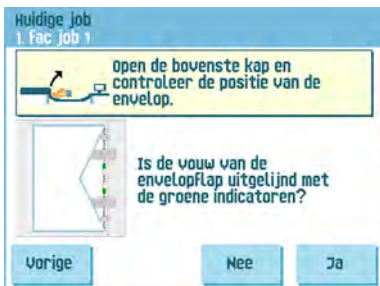 Huidige job
1. Fac job 1
Open de bovenste kap en
controleer de positie van de
envelop.
Is de vouw van de
envelopflap uitgelijnd met
de groene indicatoren?
Vorige
Nee
Ja